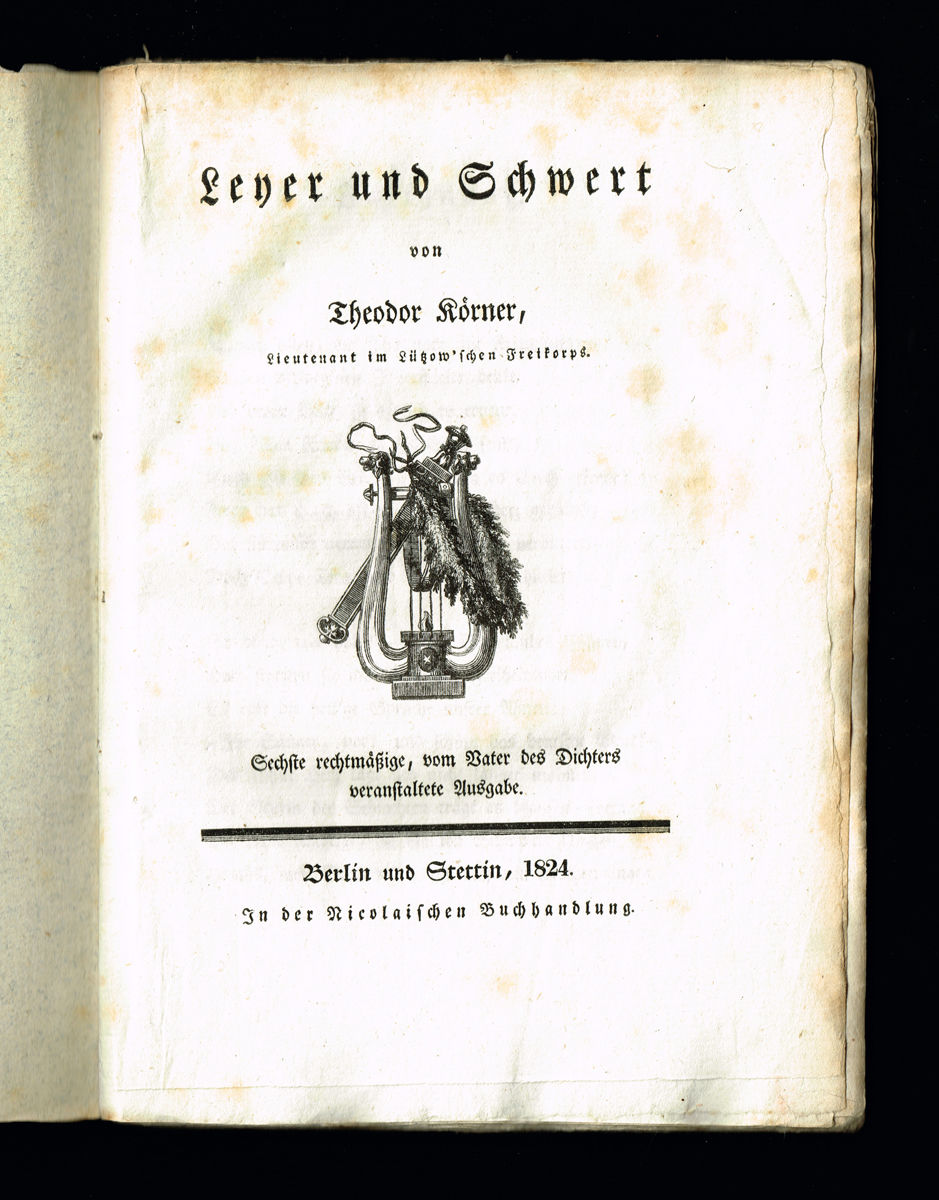 Leyer und Schwert
von
Theodor Körner,
Lieutenant im Lützow'schen Freikorps.
Sechste rechtmäßige, vom Vater des Dichters
veranstaltete Ausgabe.
Berlin und Stettin, 1824.
In der Nicolaischen Buchhandlung.